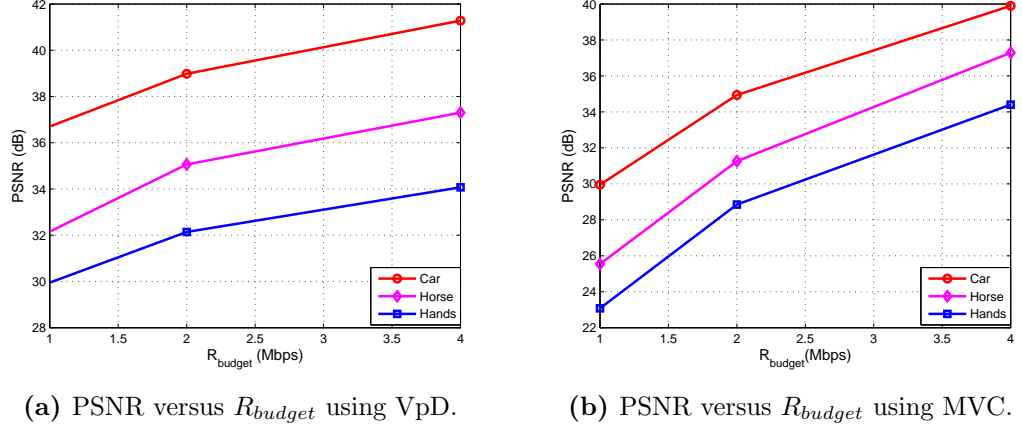 42
40
38
36
34
32
30
28
PSNR (dB)
1 1.5 2 2.5 3 3.5 4
R_budget (Mbps)
Car
Horse
Hands
(a) PSNR versus R_budget using VpD.
40
38
36
34
32
30
28
26
24
22
PSNR (dB)
1 1.5 2 2.5 3 3.5 4
R_budget (Mbps)
Car
Horse
Hands
(b) PSNR versus R_budget using MVC.